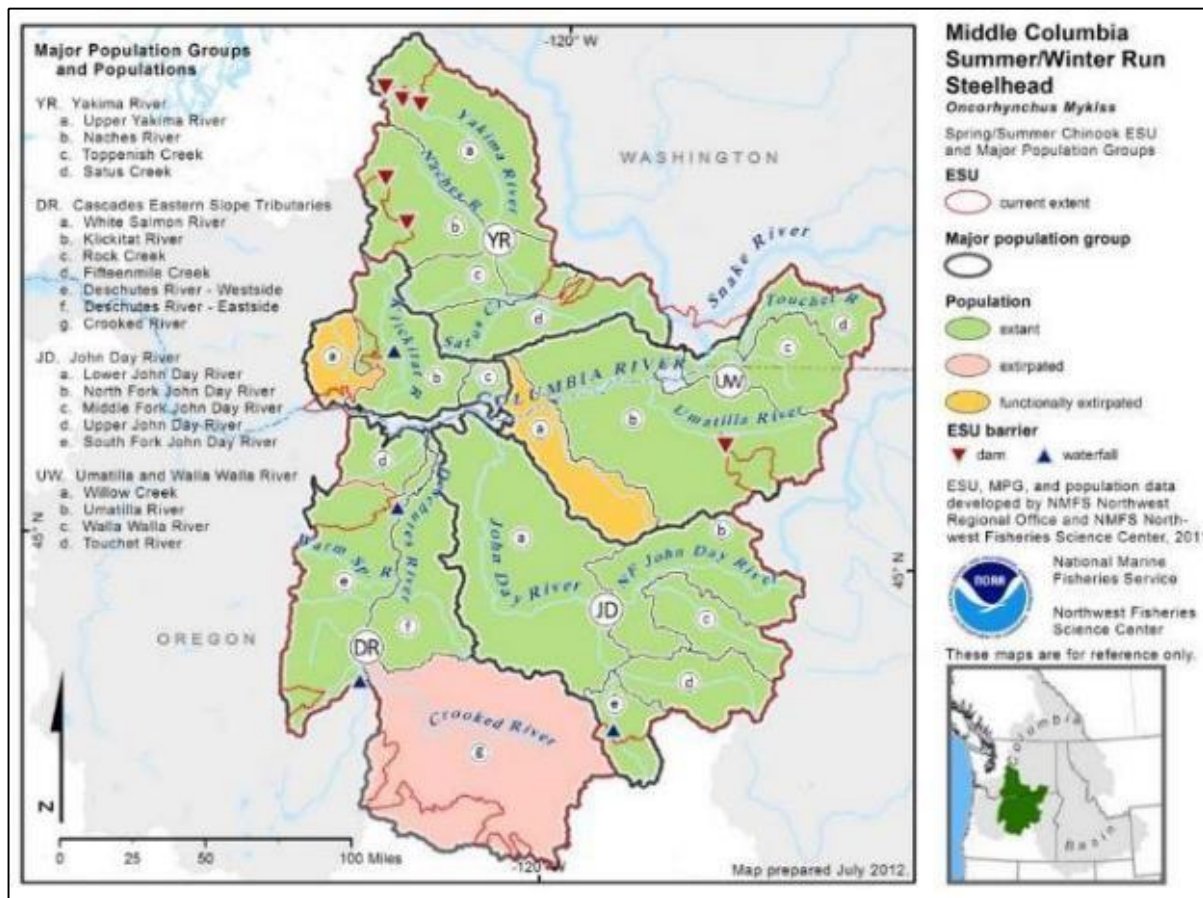 Major Population Groups
and Populations
YR. Yakima River
a. Upper Yakima River
b. Naches River
c. Toppenish Creek
d. Satus Creek
DR. Cascades Eastern Slope Tributaries
a. White Salmon River
b. Klickitat River
c. Rock Creek
d. Fifteenmile Creek
e. Deschutes River - Westside
f. Deschutes River - Eastside
g. Crooked River
JD. John Day River
a. Lower John Day River
b. North Fork John Day River
c. Middle Fork John Day River
d. Upper John Day River
e. South Fork John Day River
UW. Umatilla and Walla Walla River
a. Willow Creek
b. Umatilla River
c. Walla Walla River
d. Touchet River
-120° W
WASHINGTON
Yakima River
a
Naches R.
b
YR
c
Satus Cr.
d
Snake River
Touchet R
d
c
a
Klickitat R
b
c
COLUMBIA RIVER
UW
a
b
Umatilla River
d
Deschutes River
45° N
Warm Sp. R
e
f
a
John Day River
b
NF John Day River
45° N
JD
c
OREGON
DR
d
e
Crooked River
g
N
0 25 50 100 Miles
-120° W
Map prepared July 2012.
Middle Columbia
Summer/Winter Run
Steelhead
Oncorhynchus Mykiss
Spring/Summer Chinook ESU
and Major Population Groups
ESU
current extent
Major population group
Population
extant
extirpated
functionally extirpated
ESU barrier
dam waterfall
ESU, MPG, and population data
developed by NMFS Northwest
Regional Office and NMFS North-
west Fisheries Science Center, 201
NOAA
National Marine
Fisheries Service
Northwest Fisheries
Science Center
These maps are for reference only.
Columbia
Basin